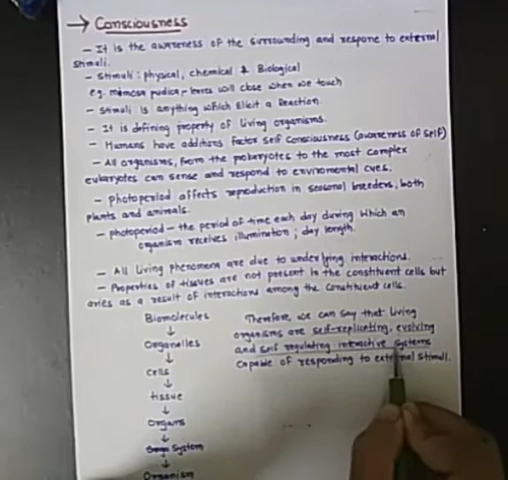 → Consciousness
- It is the awareness of the surrounding and respone to external
stimuli.
- Stimuli : physical, chemical & Biological
e.g. mimosa pudica - leaves will close when we touch
- Stimuli is anything which Elicit a Reaction.
- It is defining property of living organisms.
- Humans have additions factor self consciousness (awareness of self)
- All organisms, from the prokaryotes to the most complex
eukaryotes can sense and respond to enviromental cues.
- photoperiod affects reproduction in seasonal breeders, both
plants and animals.
- photoperiod - the period of time each day during which an
organism receives illumination; day length.
- All living phenomena are due to underlying interactions.
- Properties of tissues are not present in the constituent cells but
aries as a result of interactions among the constituent cells.
Biomolecules
↓
Organelles
↓
Cells
↓
tissue
↓
Organs
↓
System
↓
Organism
Therefore, we can say that living
organisms are self-replicating, evolving
and self regulating interactive systems
capable of responding to external stimuli.